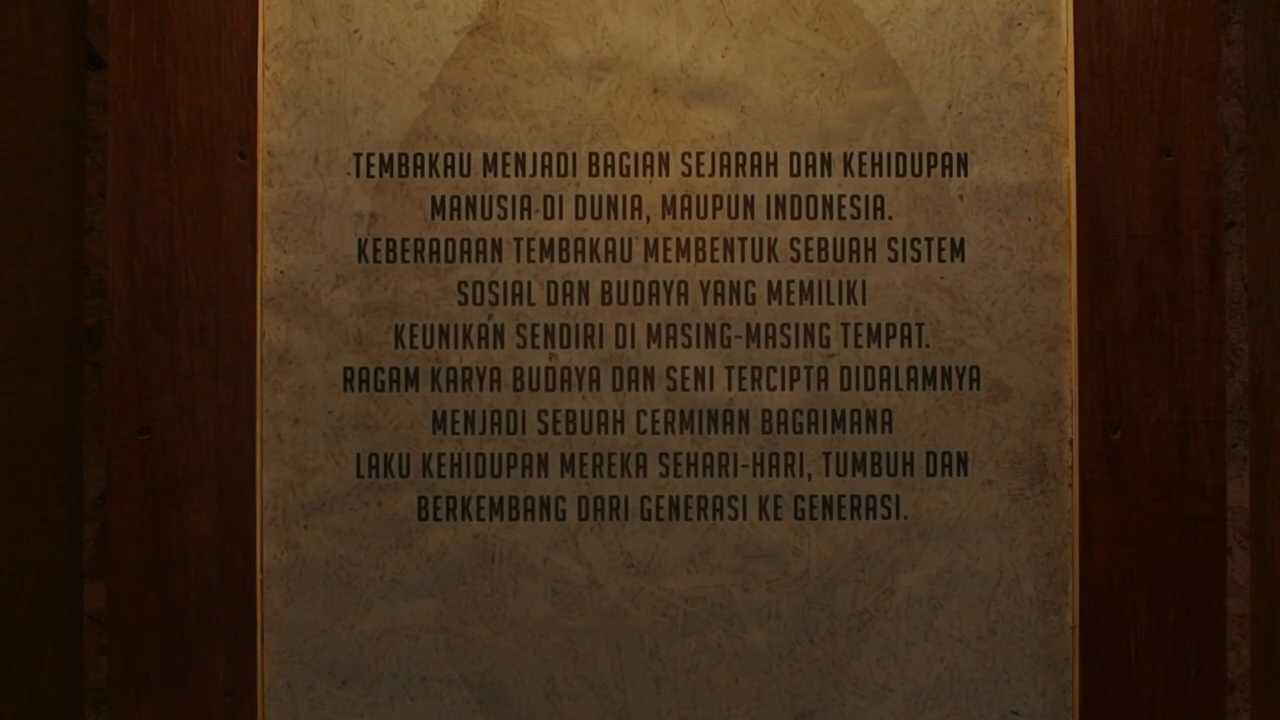 TEMBAKAU MENJADI BAGIAN SEJARAH DAN KEHIDUPAN
MANUSIA DI DUNIA, MAUPUN INDONESIA.
KEBERADAAN TEMBAKAU MEMBENTUK SEBUAH SISTEM
SOSIAL DAN BUDAYA YANG MEMILIKI
KEUNIKAN SENDIRI DI MASING-MASING TEMPAT.
RAGAM KARYA BUDAYA DAN SENI TERCIPTA DIDALAMNYA
MENJADI SEBUAH CERMINAN BAGAIMANA
LAKU KEHIDUPAN MEREKA SEHARI-HARI, TUMBUH DAN
BERKEMBANG DARI GENERASI KE GENERASI.